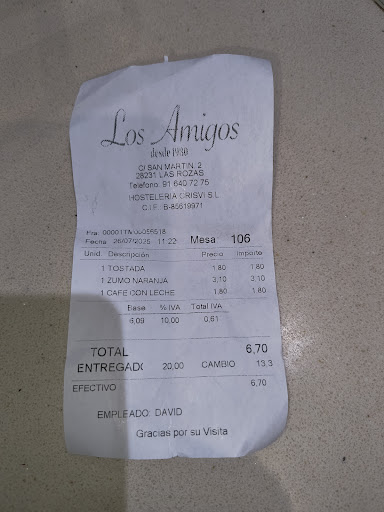 Los Amigos
desde 1980
C/ SAN MARTIN, 2
28231 LAS ROZAS
Telefono: 91 640 72 75
HOSTELERIA CRISVI S.L
C.I.F. B-85619971
Fra.
Fecha 26/07/2025 11:22 Mesa: 106
Unid. Descripción Precio Importe
1 TOSTADA 1,80 1,80
1 ZUMO NARANJA 3,10 3,10
1 CAFE CON LECHE 1,80 1,80
Base % IVA Total IVA
6,09 10,00 0,61
TOTAL 6,70
ENTREGADO 20,00 CAMBIO 13,3
EFECTIVO 6,70
EMPLEADO: DAVID
Gracias por su Visita